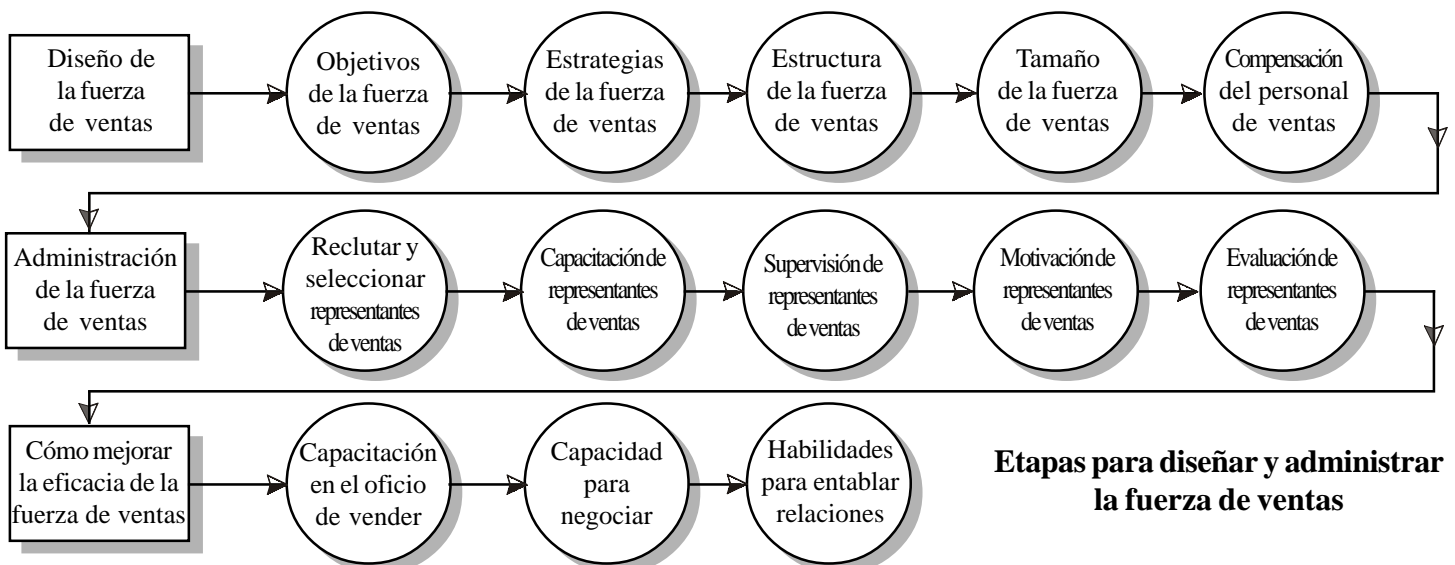 Diseño de
la fuerza
de ventas
Objetivos
de la fuerza
de ventas
Estrategias
de la fuerza
de ventas
Estructura
de la fuerza
de ventas
Tamaño
de la fuerza
de ventas
Compensación
del personal
de ventas
Administración
de la fuerza
de ventas
Reclutar y
seleccionar
representantes
de ventas
Capacitación de
representantes
de ventas
Supervisión de
representantes
de ventas
Motivación de
representantes
de ventas
Evaluación de
representantes
de ventas
Cómo mejorar
la eficacia de la
fuerza de ventas
Capacitación
en el oficio
de vender
Capacidad
para
negociar
Habilidades
para entablar
relaciones
Etapas para diseñar y administrar
la fuerza de ventas